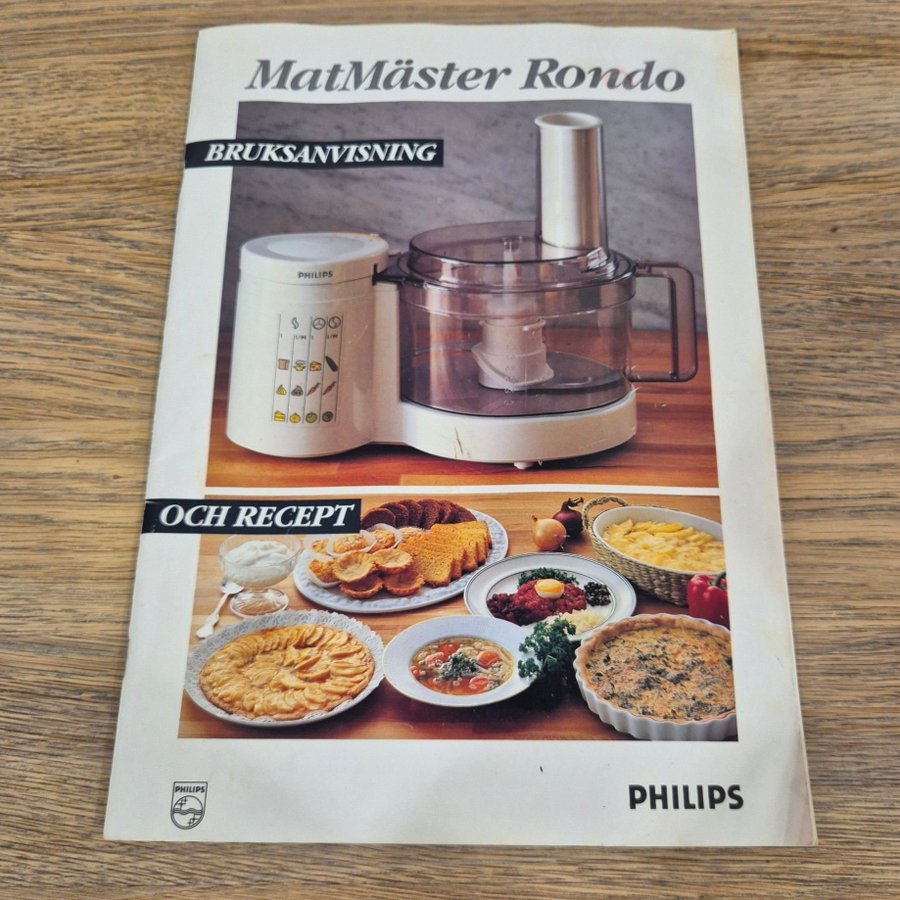 MatMäster Rondo
BRUKSANVISNING
PHILIPS
OCH RECEPT
PHILIPS
PHILIPS